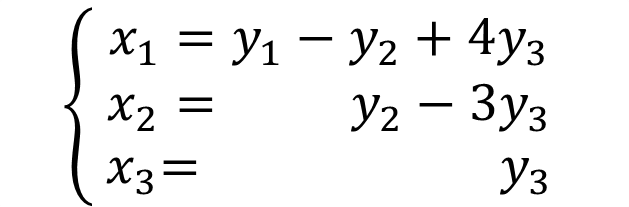 x₁ = y₁ − y₂ + 4y₃
x₂ = y₂ − 3y₃
x₃ = y₃